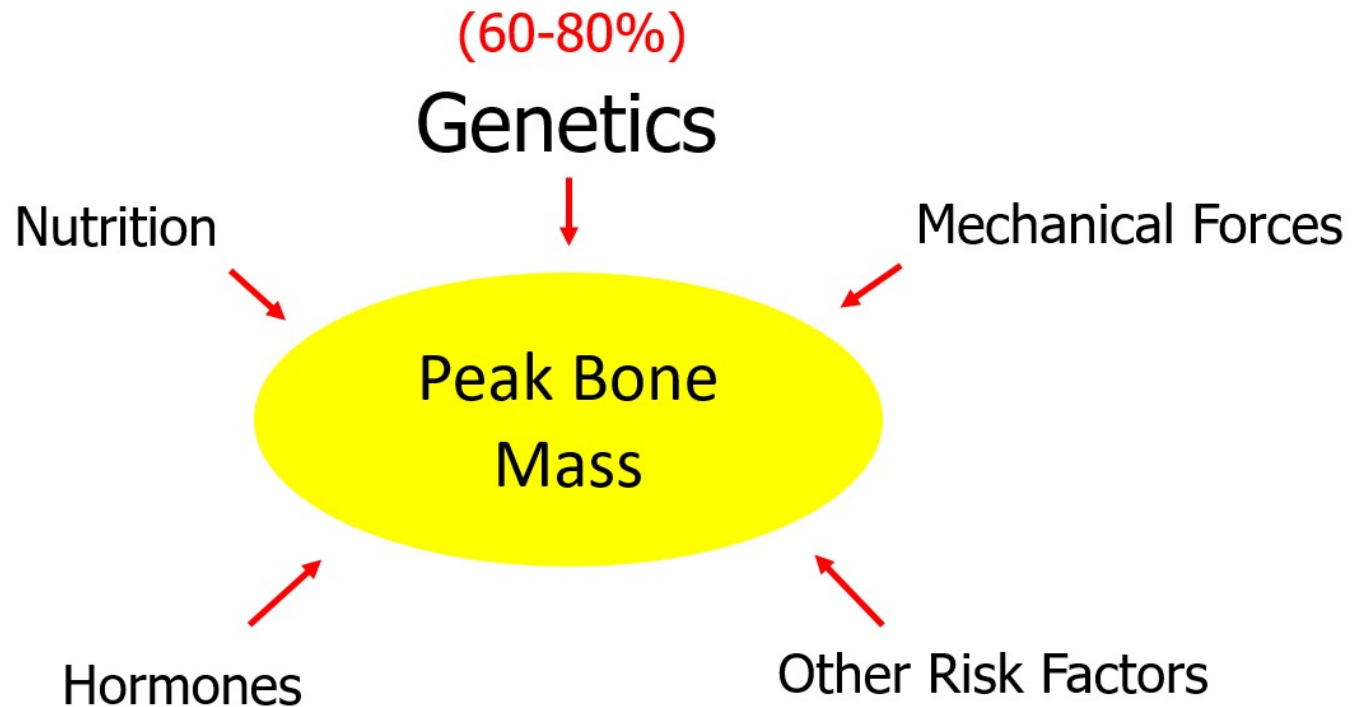 (60-80%)
Genetics
Nutrition
Mechanical Forces
Peak Bone
Mass
Hormones
Other Risk Factors